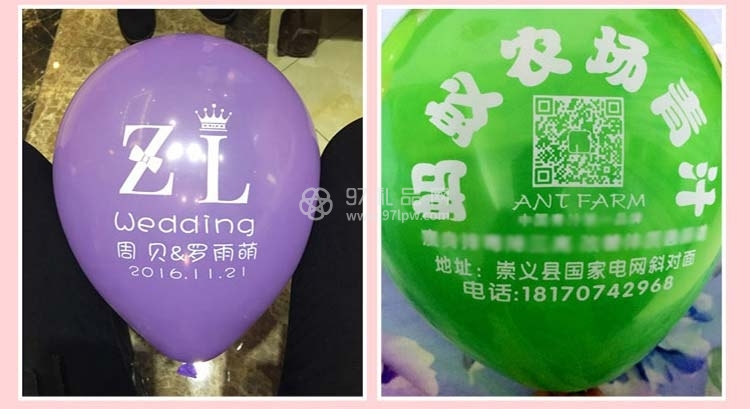 ZL
Wedding
周 贝&罗雨萌
2016.11.21
97礼品网
www.97lpw.com
蚂蚁农场青汁
ANT FARM
地址：崇义县国家电网斜对面
电话:18170742968